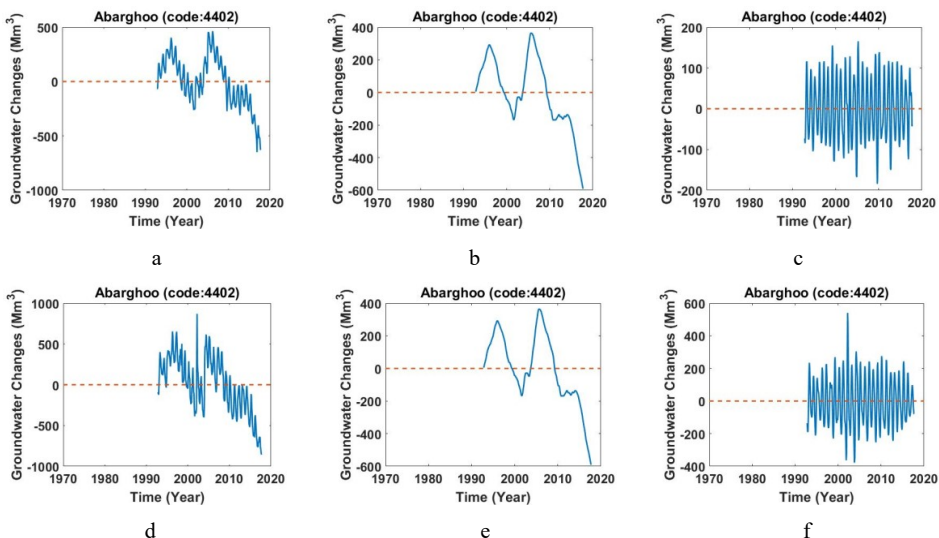 Abarghoo (code:4402)
Groundwater Changes (Mm³)
500
0
-500
-1000
1970 1980 1990 2000 2010 2020
Time (Year)
a
Abarghoo (code:4402)
Groundwater Changes (Mm³)
400
200
0
-200
-400
-600
1970 1980 1990 2000 2010 2020
Time (Year)
b
Abarghoo (code:4402)
Groundwater Changes (Mm³)
200
100
0
-100
-200
1970 1980 1990 2000 2010 2020
Time (Year)
c
Abarghoo (code:4402)
Groundwater Changes (Mm³)
1000
500
0
-500
-1000
1970 1980 1990 2000 2010 2020
Time (Year)
d
Abarghoo (code:4402)
Groundwater Changes (Mm³)
400
200
0
-200
-400
-600
1970 1980 1990 2000 2010 2020
Time (Year)
e
Abarghoo (code:4402)
Groundwater Changes (Mm³)
600
400
200
0
-200
-400
1970 1980 1990 2000 2010 2020
Time (Year)
f